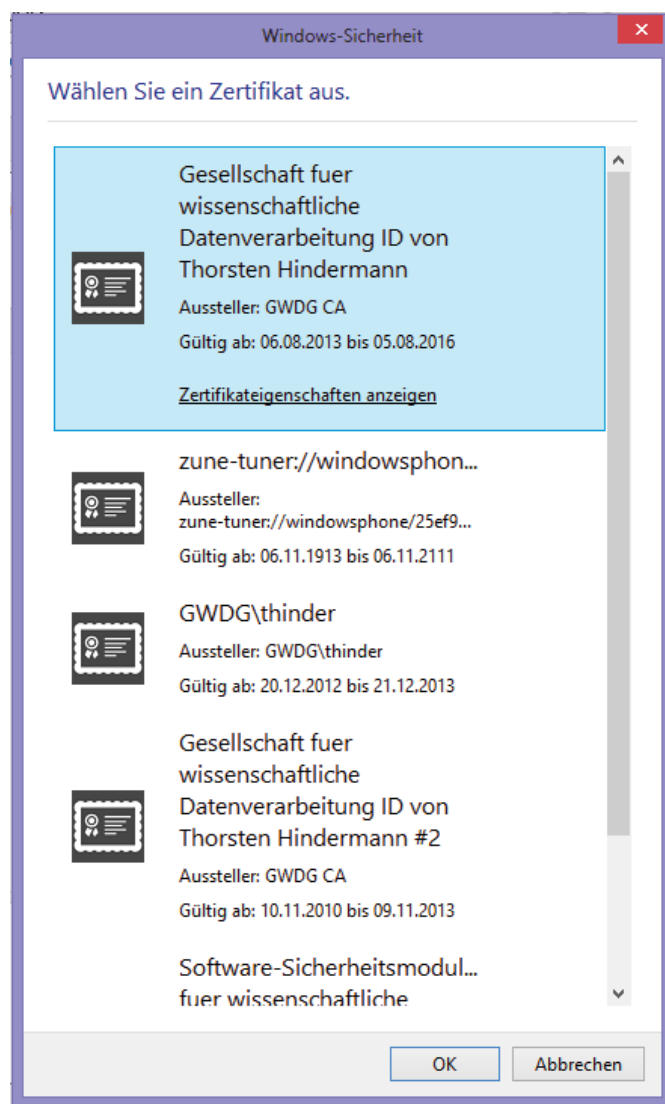 Windows-Sicherheit
Wählen Sie ein Zertifikat aus.
Gesellschaft fuer
wissenschaftliche
Datenverarbeitung ID von
Thorsten Hindermann
Aussteller: GWDG CA
Gültig ab: 06.08.2013 bis 05.08.2016
Zertifikateigenschaften anzeigen
zune-tuner://windowsphon...
Aussteller:
zune-tuner://windowsphone/25ef9...
Gültig ab: 06.11.1913 bis 06.11.2111
GWDG\thinder
Aussteller: GWDG\thinder
Gültig ab: 20.12.2012 bis 21.12.2013
Gesellschaft fuer
wissenschaftliche
Datenverarbeitung ID von
Thorsten Hindermann #2
Aussteller: GWDG CA
Gültig ab: 10.11.2010 bis 09.11.2013
Software-Sicherheitsmodul...
fuer wissenschaftliche
OK Abbrechen